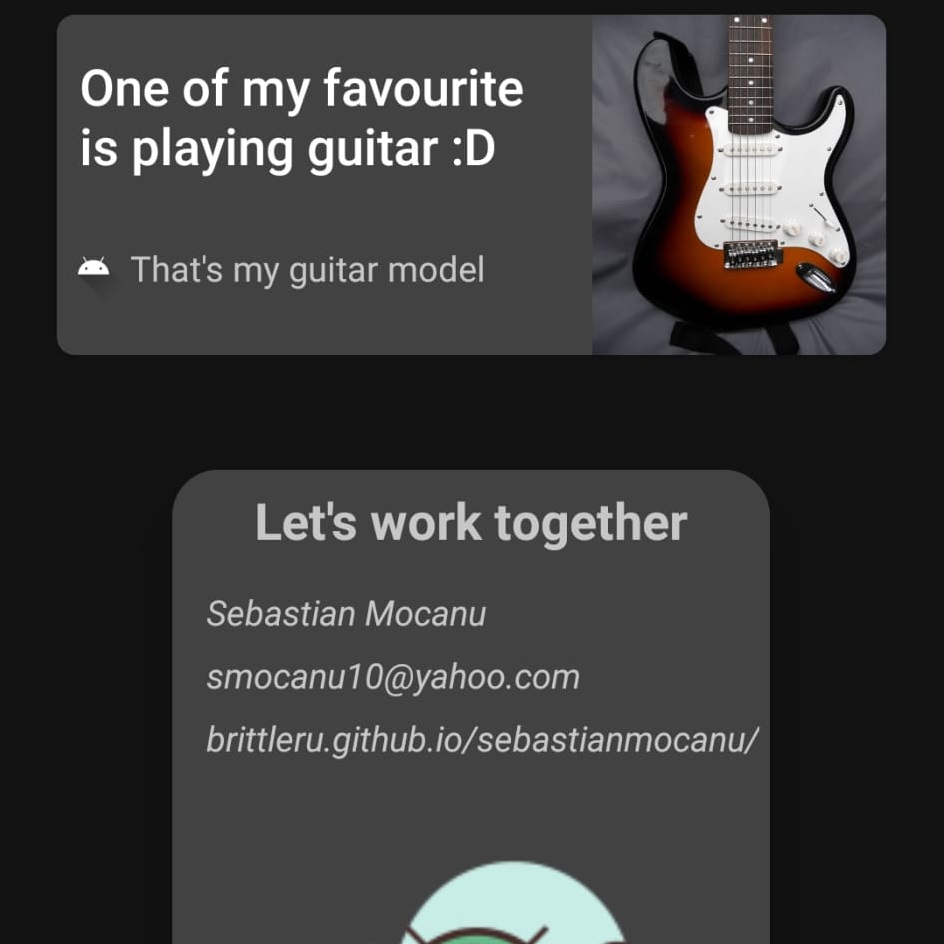 One of my favourite
is playing guitar :D
That's my guitar model
Let's work together
Sebastian Mocanu
smocanu10@yahoo.com
brittleru.github.io/sebastianmocanu/